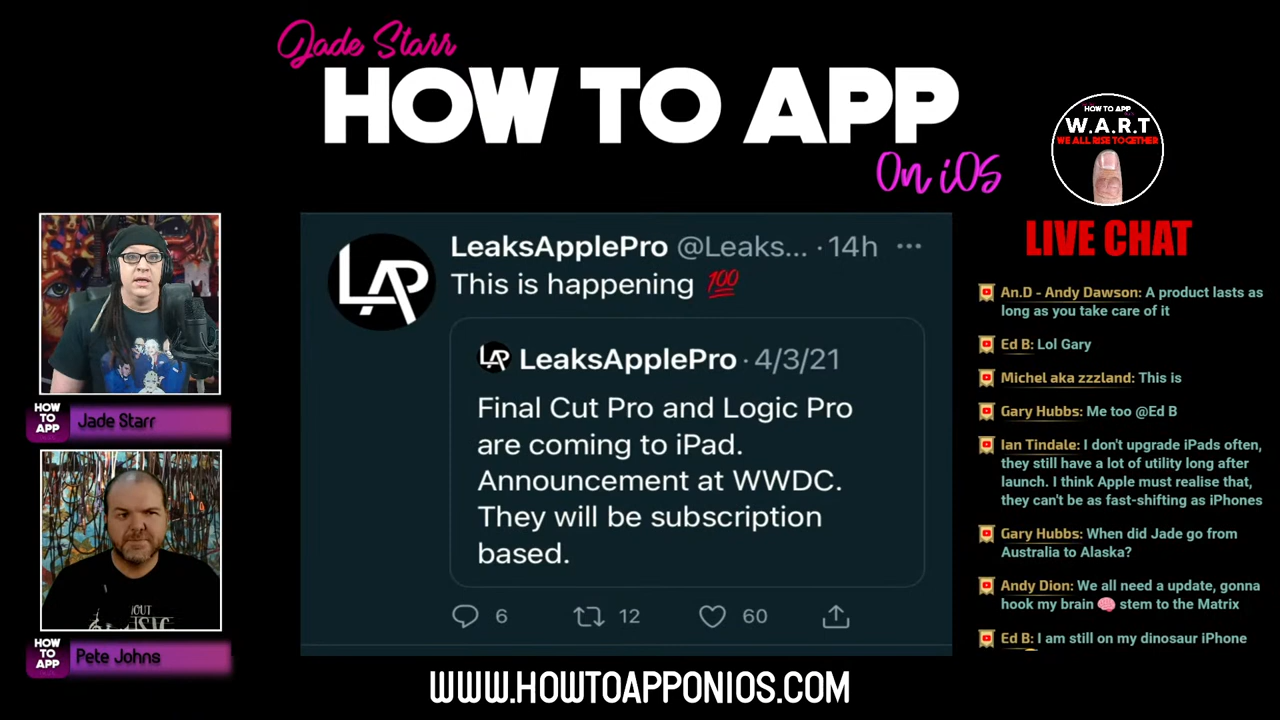 Jade Starr
HOW TO APP
On iOS
HOW TO APP
W.A.R.T
WE ALL RISE TOGETHER
LIVE CHAT
LAP
LeaksApplePro @Leaks... · 14h ...
This is happening 💯
LAP LeaksApplePro · 4/3/21
Final Cut Pro and Logic Pro
are coming to iPad.
Announcement at WWDC.
They will be subscription
based.
6 12 60
HOW
TO
APP
Jade Starr
HOW
TO
APP
Pete Johns
An.D - Andy Dawson: A product lasts as
long as you take care of it
Ed B: Lol Gary
Michel aka zzzland: This is
Gary Hubbs: Me too @Ed B
Ian Tindale: I don't upgrade iPads often,
they still have a lot of utility long after
launch. I think Apple must realise that,
they can't be as fast-shifting as iPhones
Gary Hubbs: When did Jade go from
Australia to Alaska?
Andy Dion: We all need a update, gonna
hook my brain 🧠 stem to the Matrix
Ed B: I am still on my dinosaur iPhone
WWW.HOWTOAPPONIOS.COM